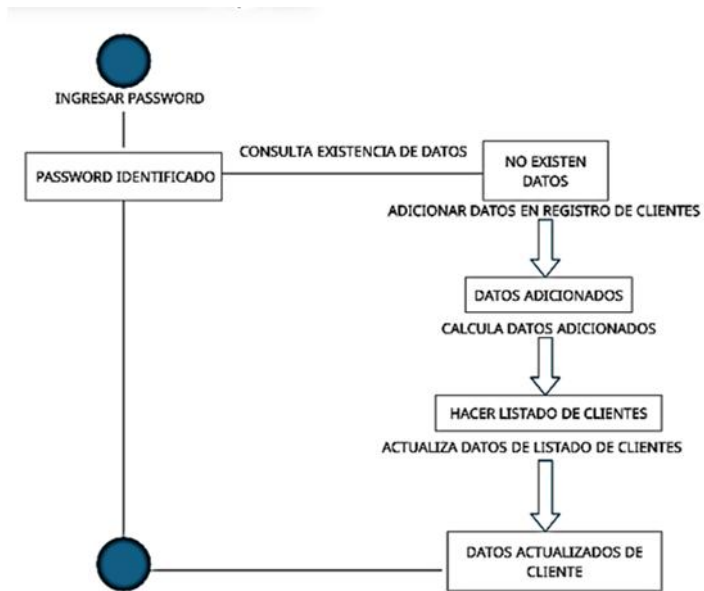 INGRESAR PASSWORD
PASSWORD IDENTIFICADO
CONSULTA EXISTENCIA DE DATOS
NO EXISTEN
DATOS
ADICIONAR DATOS EN REGISTRO DE CLIENTES
DATOS ADICIONADOS
CALCULA DATOS ADICIONADOS
HACER LISTADO DE CLIENTES
ACTUALIZA DATOS DE LISTADO DE CLIENTES
DATOS ACTUALIZADOS DE
CLIENTE